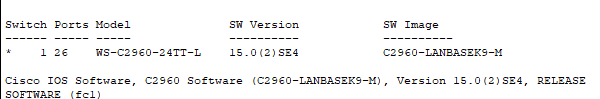 Switch Ports Model              SW Version            SW Image
------ ----- -----              ----------            ----------
*    1 26    WS-C2960-24TT-L    15.0(2)SE4            C2960-LANBASEK9-M
Cisco IOS Software, C2960 Software (C2960-LANBASEK9-M), Version 15.0(2)SE4, RELEASE
SOFTWARE (fc1)